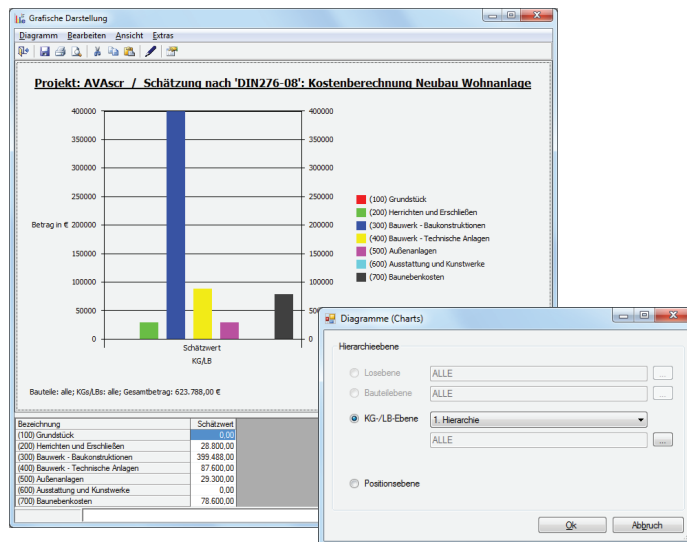 Grafische Darstellung
Diagramm Bearbeiten Ansicht Extras
Projekt: AVAscr / Schätzung nach 'DIN276-08': Kostenberechnung Neubau Wohnanlage
400000 400000
350000 350000
300000 300000
250000 250000
Betrag in € 200000 200000
150000 150000
100000 100000
50000
0 0
Schätzwert
KG/LB
(100) Grundstück
(200) Herrichten und Erschließen
(300) Bauwerk - Baukonstruktionen
(400) Bauwerk - Technische Anlagen
(500) Außenanlagen
(600) Ausstattung und Kunstwerke
(700) Baunebenkosten
Bauteile: alle; KGs/LBs: alle; Gesamtbetrag: 623.788,00 €
Bezeichnung Schätzwert
(100) Grundstück 0,00
(200) Herrichten und Erschließen 28.800,00
(300) Bauwerk - Baukonstruktionen 399.488,00
(400) Bauwerk - Technische Anlagen 87.600,00
(500) Außenanlagen 29.300,00
(600) Ausstattung und Kunstwerke 0,00
(700) Baunebenkosten 78.600,00
Diagramme (Charts)
Hierarchieebene
Losebene ALLE ...
Bauteilebene ALLE ...
KG-/LB-Ebene 1. Hierarchie
ALLE ...
Positionsebene
Ok Abbruch